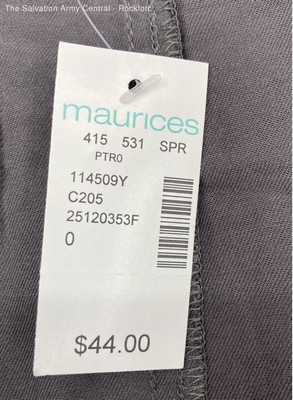 The Salvation Army Central - Rockford
maurices
415 531 SPR
PTR0
114509Y
C205
25120353F
0
$44.00